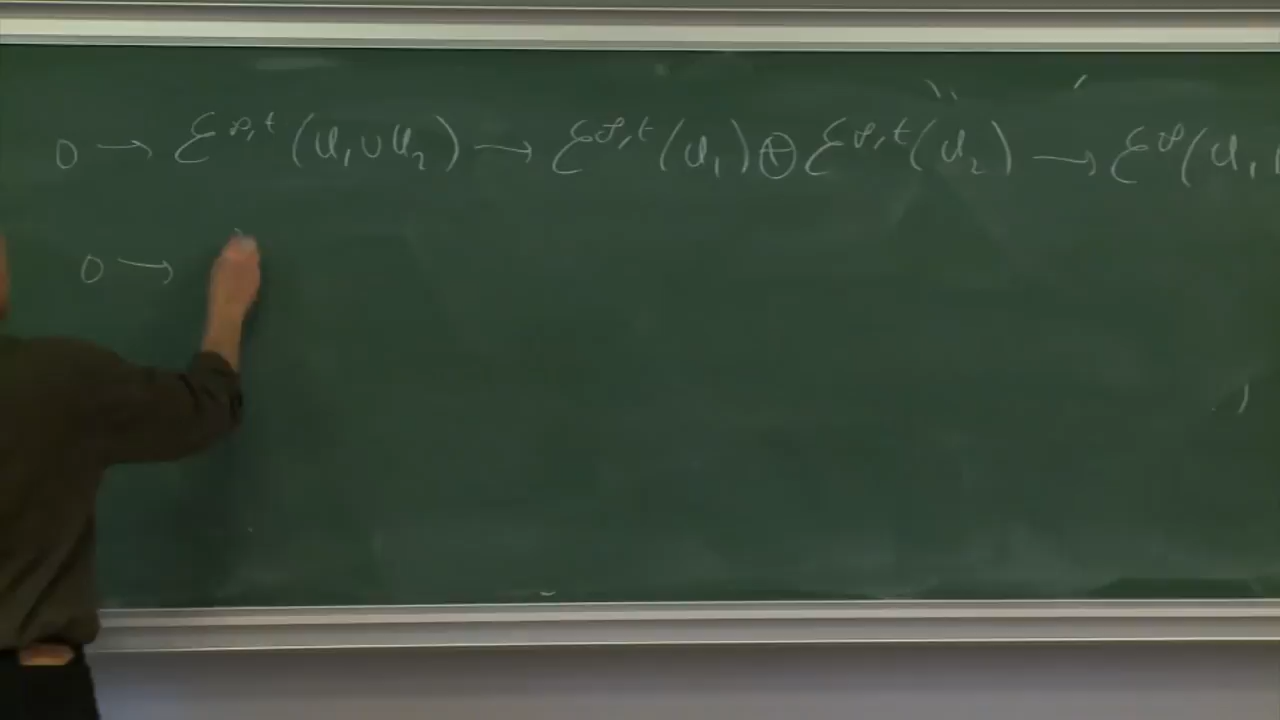 0 → ℰ^{p,t}(U₁∪U₂) → ℰ^{p,t}(U₁)⊕ℰ^{p,t}(U₂) → ℰ^{p}(U₁
0 →